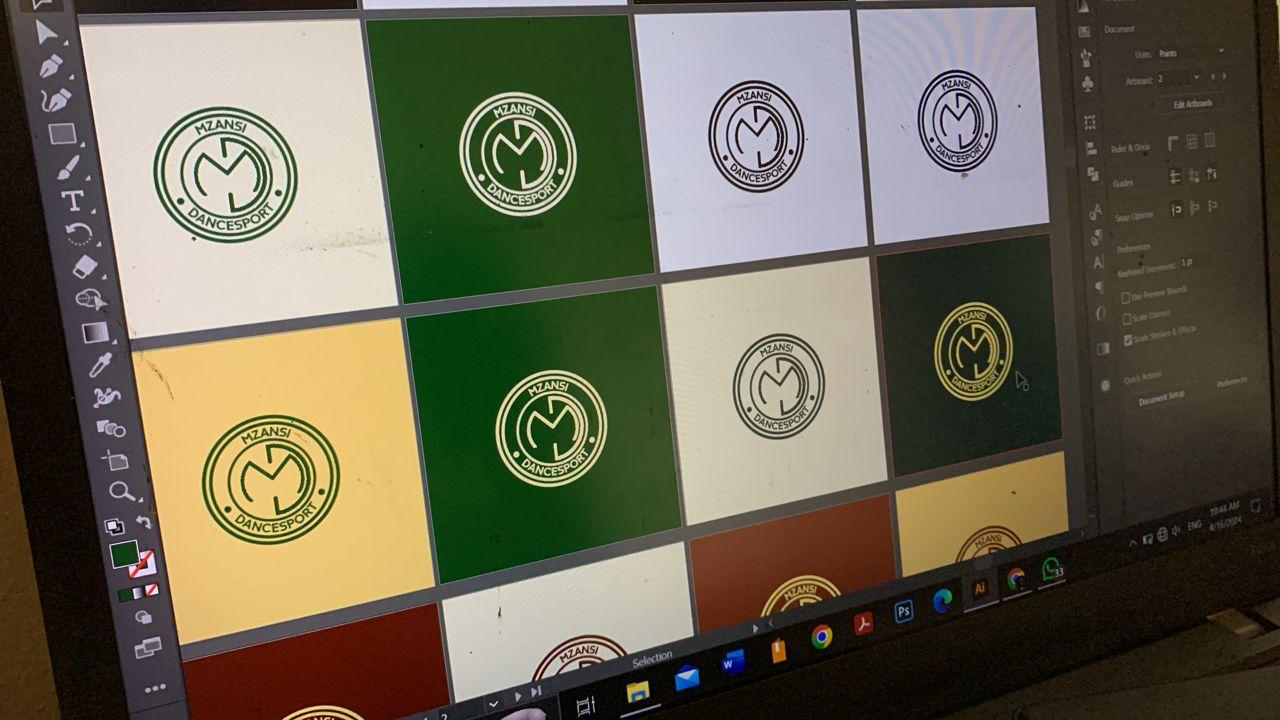 MZANSI
DANCESPORT
MZANSI
DANCESPORT
MZANSI
DANCESPORT
MZANSI
DANCESPORT
MZANSI
DANCESPORT
MZANSI
DANCESPORT
MZANSI
DANCESPORT
MZANSI
DANCESPORT
MZANSI
MZANSI
MZANSI
Document
Units: Points
Artboard: 2
Edit Artboards
Ruler & Grids
Guides
Snap Options
Preferences
Keyboard Increment: 1 pt
Use Preview Bounds
Scale Corners
Scale Strokes & Effects
Quick Actions
Document Setup
Preferences
2
Selection
W
Ps
Ai
33
ENG
10:44 AM
4/16/2024